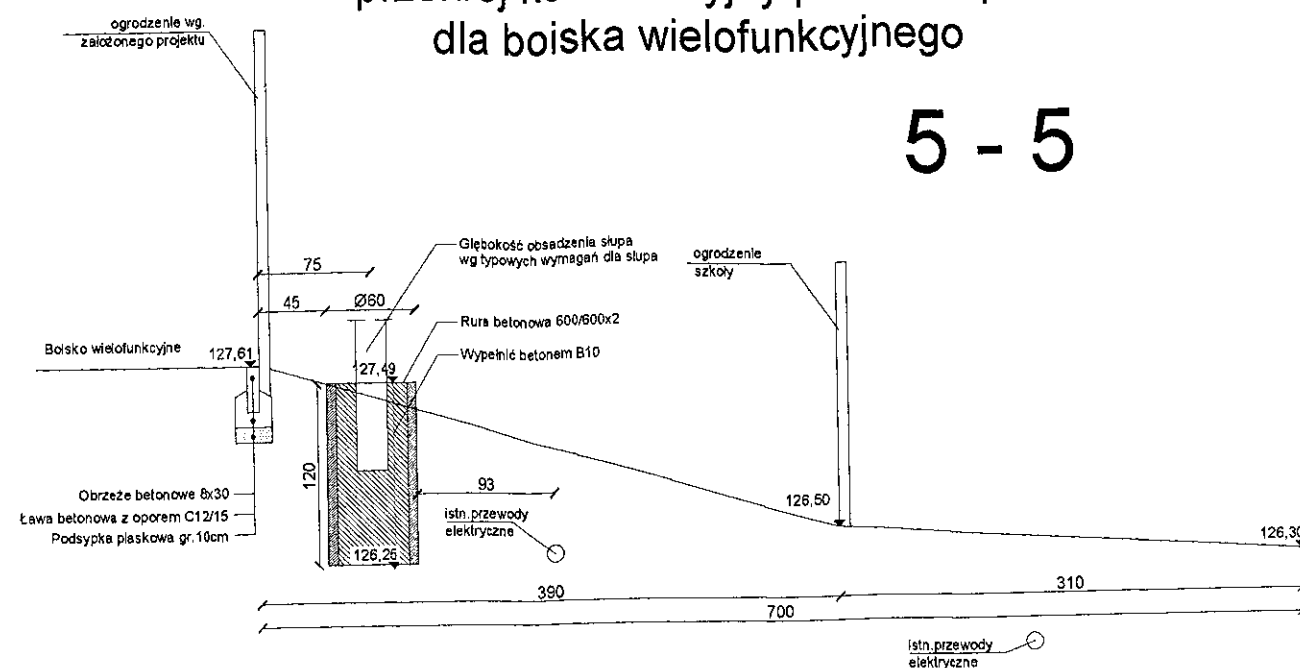 dla boiska wielofunkcyjnego
5 - 5
ogrodzenie wg.
założonego projektu
75
45
Ø60
Głębokość obsadzenia słupa
wg typowych wymagań dla słupa
Rura betonowa 600/600x2
Wypełnić betonem B10
ogrodzenie
szkoły
Boisko wielofunkcyjne
127,61
27,49
120
93
126,50
126,30
Obrzeże betonowe 8x30
Ława betonowa z oporem C12/15
Podsypka piaskowa gr.10cm
126,25
istn.przewody
elektryczne
390
310
700
istn.przewody
elektryczne